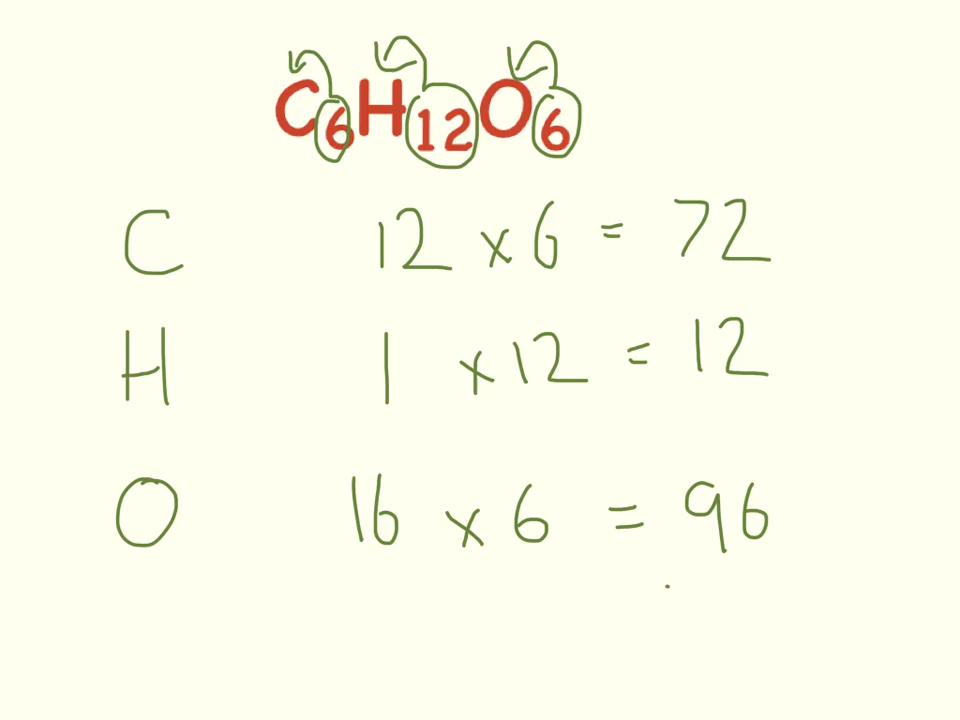 C6H12O6
C 12 x 6 = 72
H 1 x 12 = 12
O 16 x 6 = 96